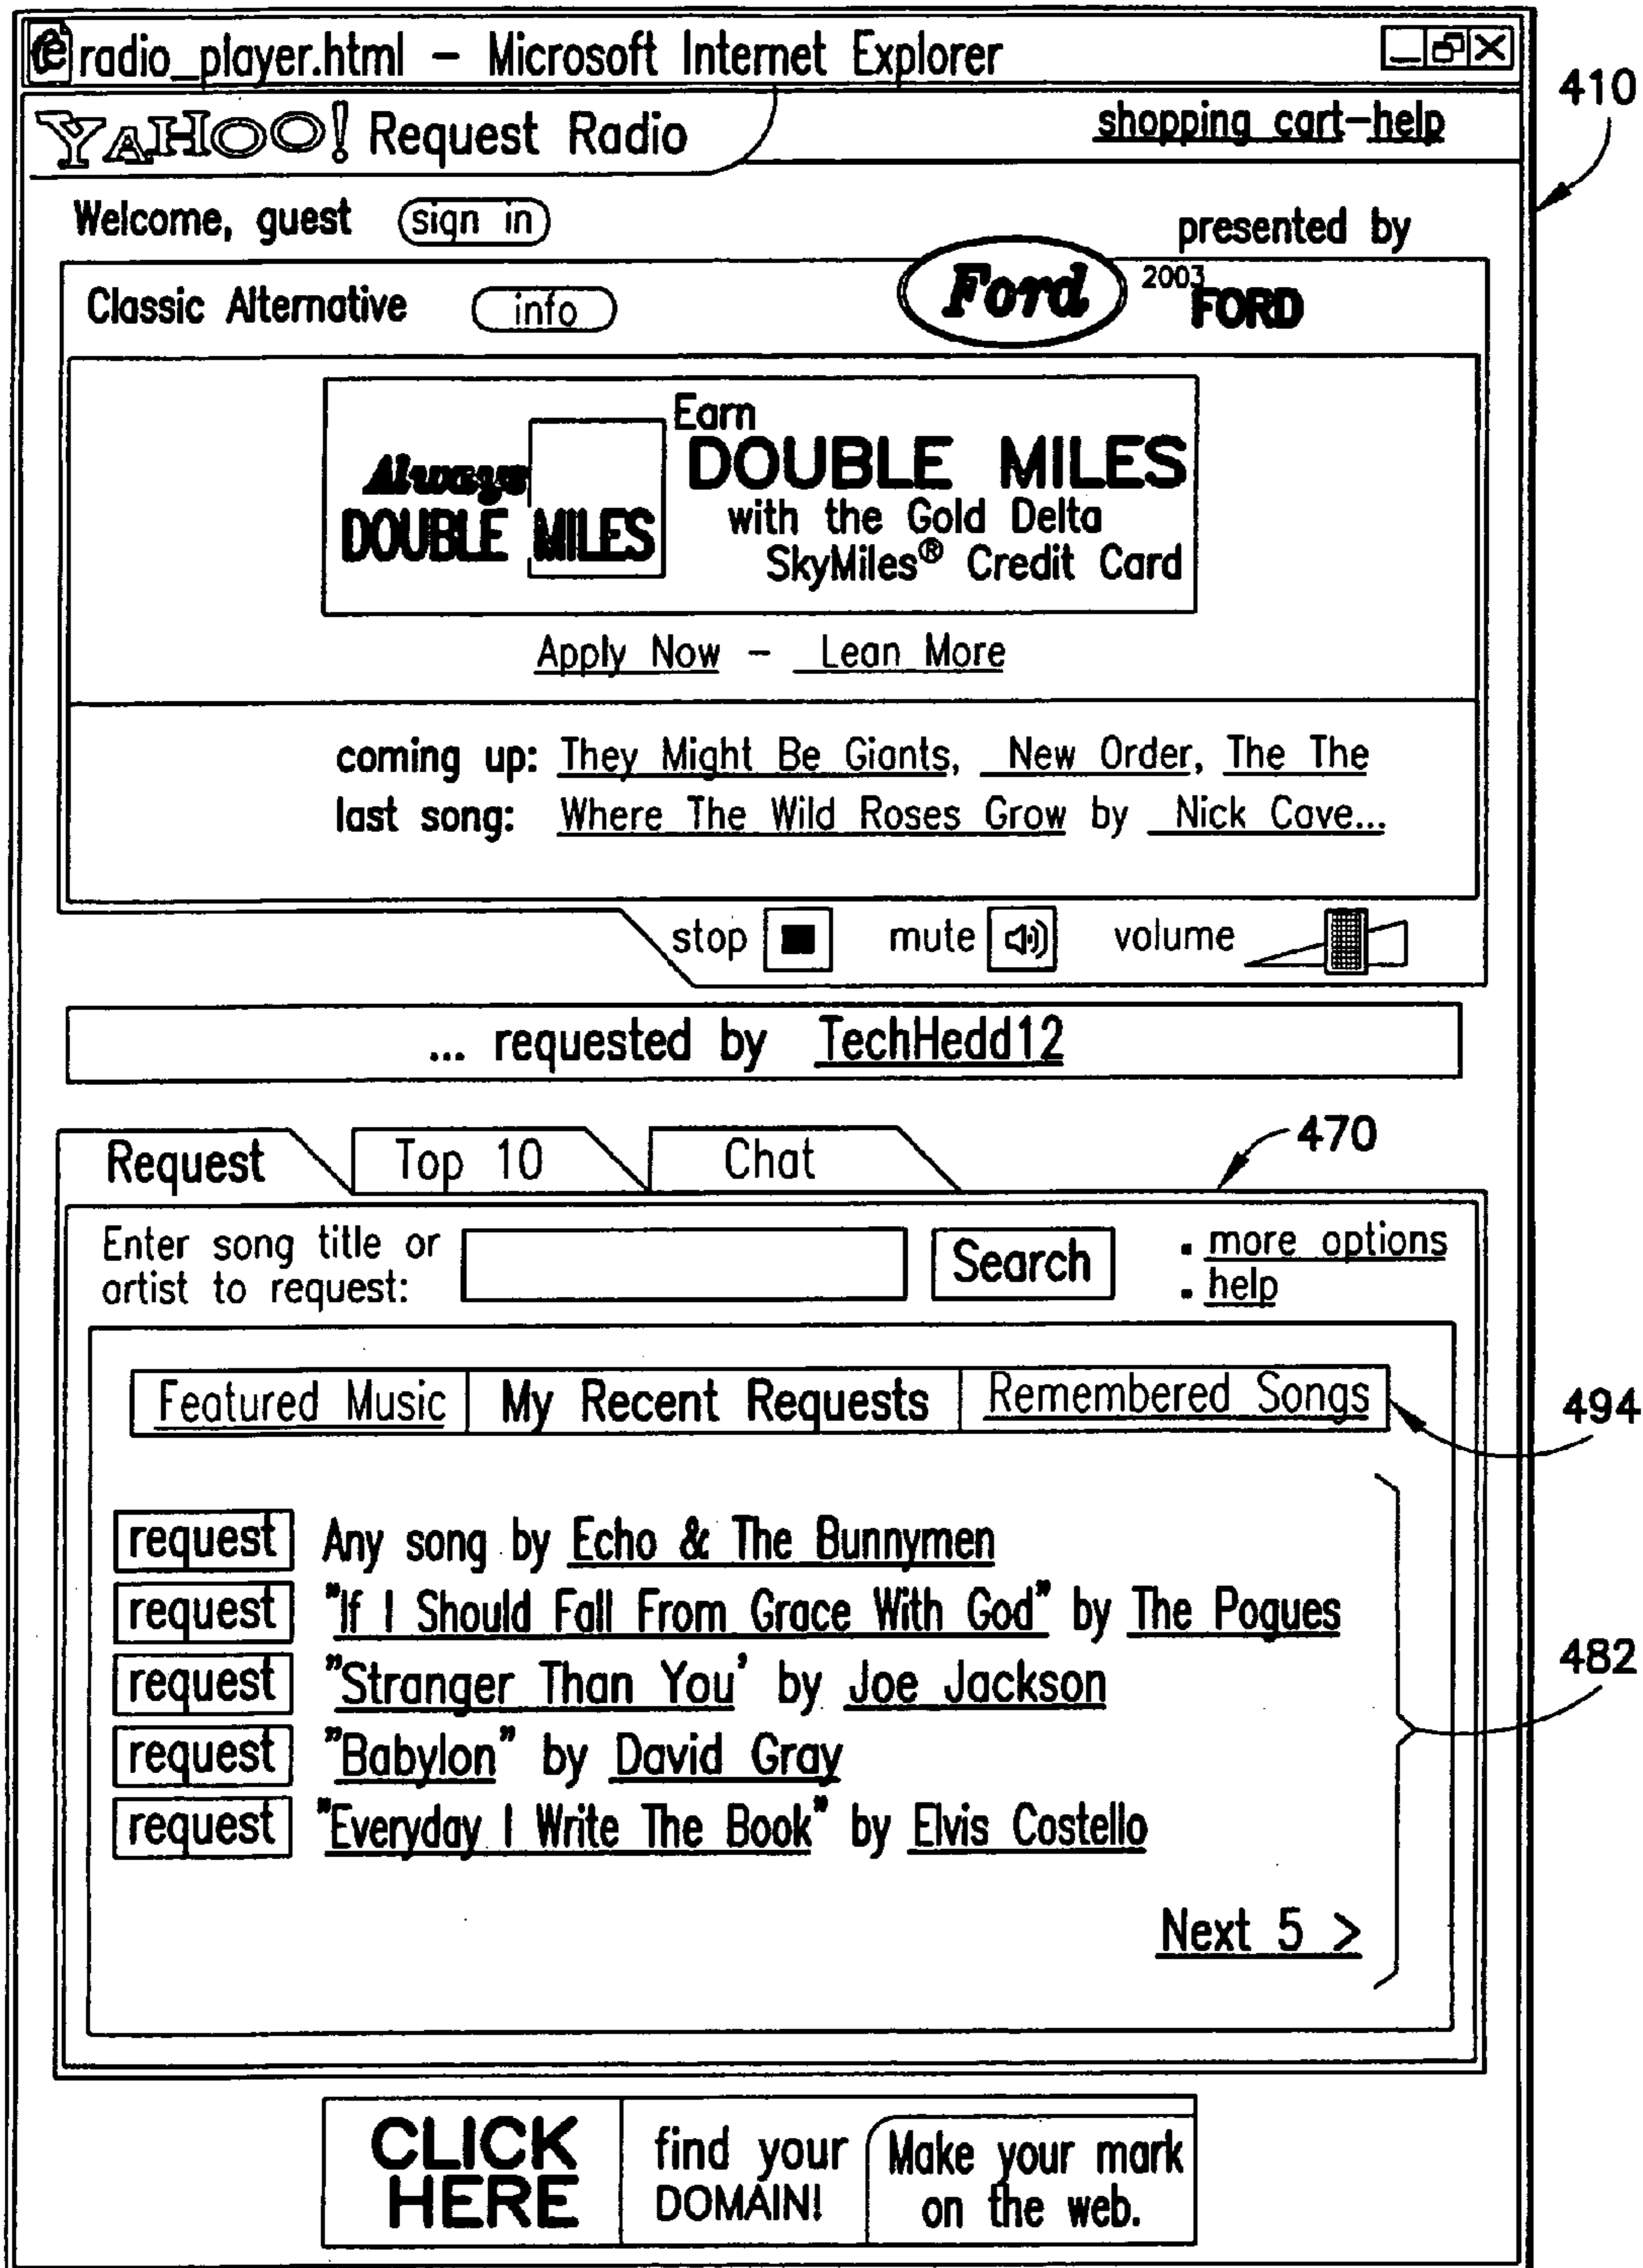 radio_player.html – Microsoft Internet Explorer
410
YAHOO! Request Radio
shopping cart-help
Welcome, guest
sign in
presented by
Classic Alternative
info
Ford
2003
FORD
Always
DOUBLE MILES
Earn
DOUBLE MILES
with the Gold Delta
SkyMiles® Credit Card
Apply Now – Lean More
coming up: They Might Be Giants, New Order, The The
last song: Where The Wild Roses Grow by Nick Cave...
stop mute volume
... requested by TechHedd12
470
Request Top 10 Chat
Enter song title or
artist to request:
Search
. more options
. help
Featured Music My Recent Requests Remembered Songs
494
request Any song by Echo & The Bunnymen
request "If I Should Fall From Grace With God" by The Pogues
request "Stranger Than You' by Joe Jackson
482
request "Babylon" by David Gray
request "Everyday I Write The Book" by Elvis Costello
Next 5 >
CLICK
HERE
find your
DOMAIN!
Make your mark
on the web.